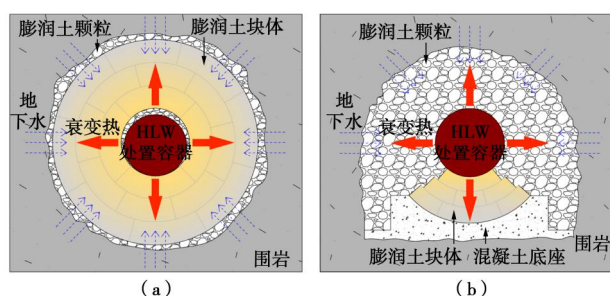 膨润土颗粒
膨润土块体
地
下水
衰变热
HLW
处置容器
围岩
(a)
膨润土颗粒
地
下水
衰变热
HLW
处置容器
围岩
膨润土块体
混凝土底座
(b)